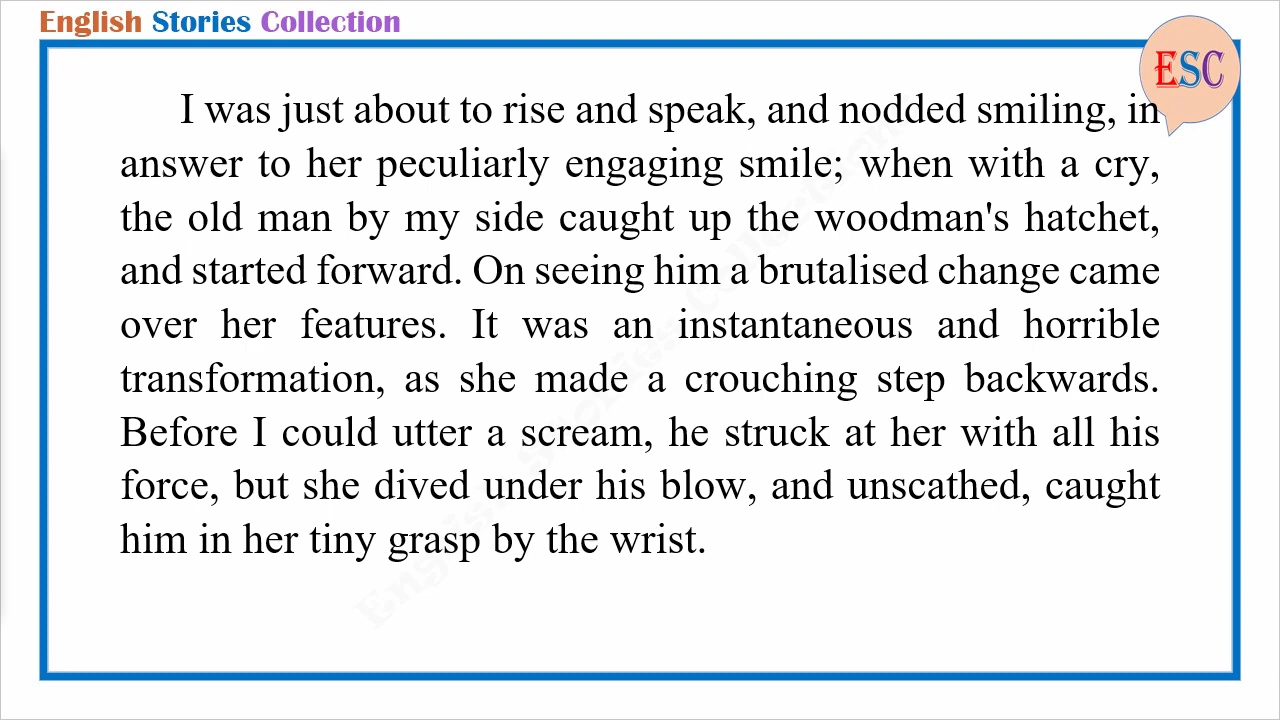 English Stories Collection
ESC
I was just about to rise and speak, and nodded smiling, in
answer to her peculiarly engaging smile; when with a cry,
the old man by my side caught up the woodman's hatchet,
and started forward. On seeing him a brutalised change came
over her features. It was an instantaneous and horrible
transformation, as she made a crouching step backwards.
Before I could utter a scream, he struck at her with all his
force, but she dived under his blow, and unscathed, caught
him in her tiny grasp by the wrist.
English Stories Collection